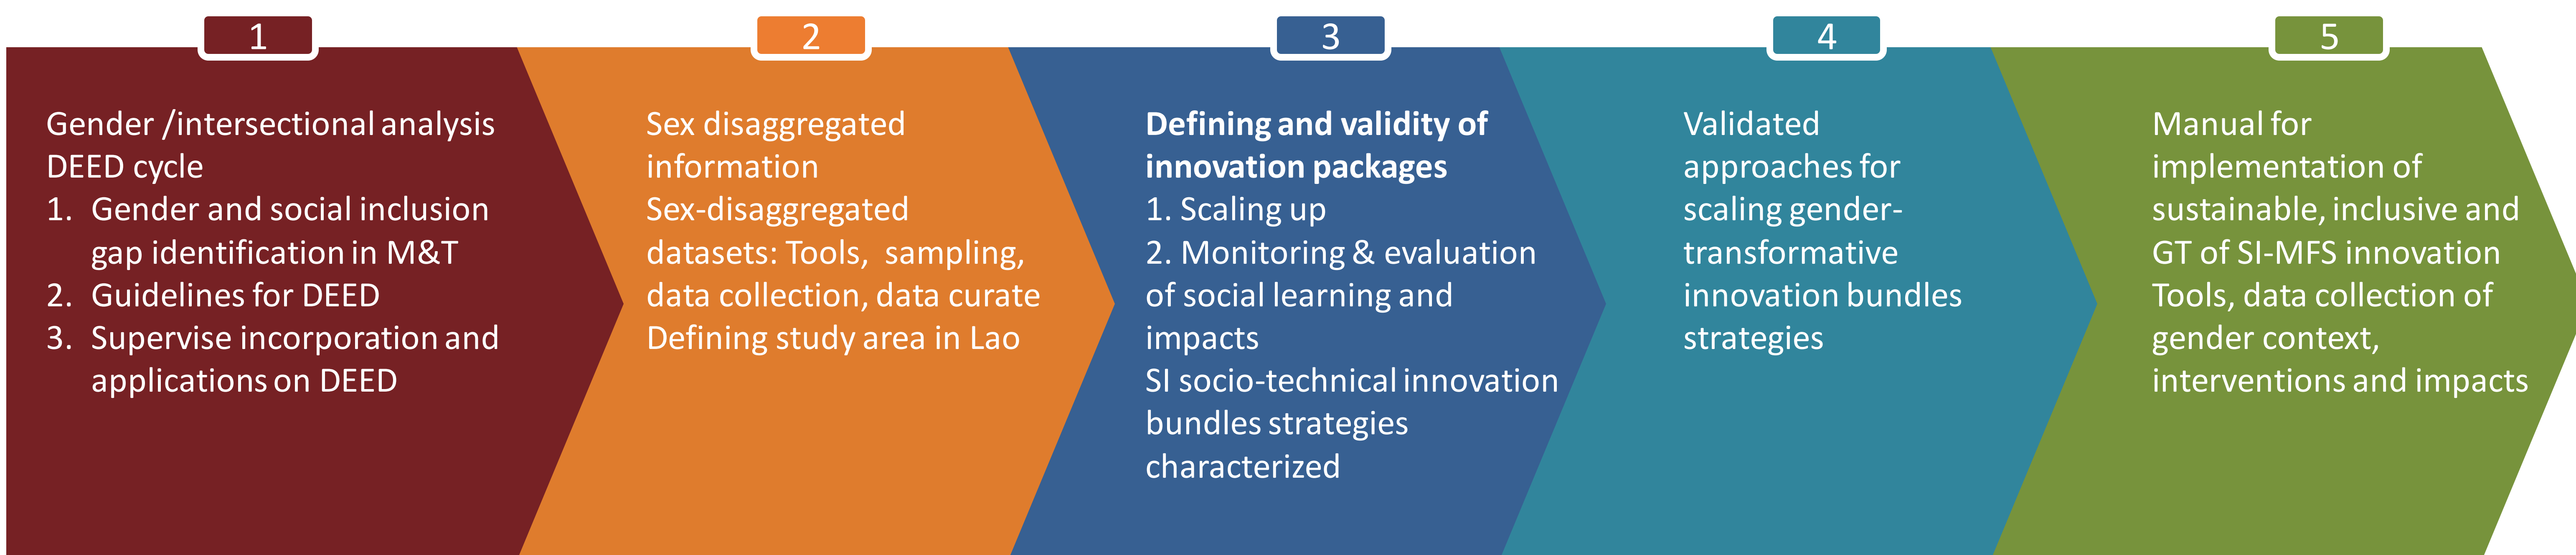 1
Gender /intersectional analysis
DEED cycle
1. Gender and social inclusion
gap identification in M&T
2. Guidelines for DEED
3. Supervise incorporation and
applications on DEED
2
Sex disaggregated
information
Sex-disaggregated
datasets: Tools, sampling,
data collection, data curate
Defining study area in Lao
3
Defining and validity of
innovation packages
1. Scaling up
2. Monitoring & evaluation
of social learning and
impacts
SI socio-technical innovation
bundles strategies
characterized
4
Validated
approaches for
scaling gender-
transformative
innovation bundles
strategies
5
Manual for
implementation of
sustainable, inclusive and
GT of SI-MFS innovation
Tools, data collection of
gender context,
interventions and impacts